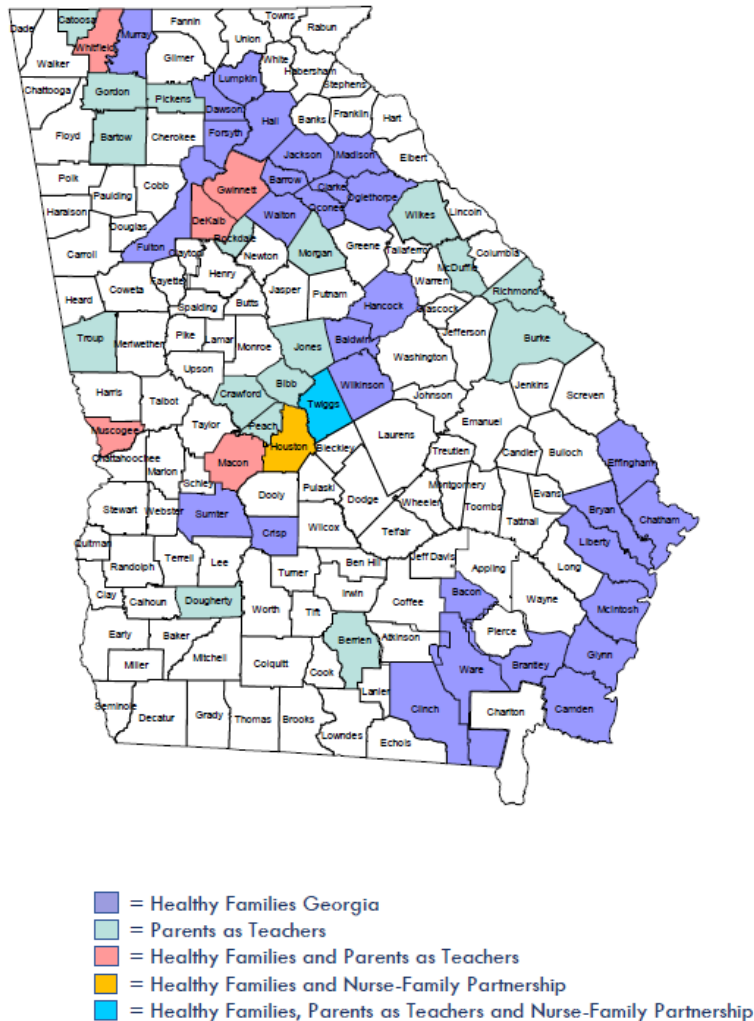 Catoosa
Fannin
Towns
Rabun
Dade
Whitfield
Murray
Union
Walker
Gilmer
White
Habersham
Lumpkin
Stephens
Chattooga
Gordon
Pickens
Dawson
Banks
Franklin
Hart
Hall
Floyd
Bartow
Cherokee
Forsyth
Jackson
Madison
Elbert
Polk
Paulding
Cobb
Barrow
Clarke
Oconee
Oglethorpe
Gwinnett
Haralson
Douglas
DeKalb
Walton
Wilkes
Lincoln
Fulton
Rockdale
Morgan
Greene
Taliaferro
Columbia
Carroll
Clayton
Newton
McDuffie
Fayette
Henry
Warren
Richmond
Heard
Coweta
Spalding
Butts
Jasper
Putnam
Hancock
Glascock
Jefferson
Burke
Troup
Meriwether
Pike
Lamar
Monroe
Jones
Baldwin
Washington
Upson
Bibb
Wilkinson
Jenkins
Screven
Harris
Talbot
Crawford
Twiggs
Johnson
Emanuel
Muscogee
Taylor
Peach
Houston
Bleckley
Laurens
Treutlen
Candler
Bulloch
Effingham
Chattahoochee
Marion
Macon
Schley
Dooly
Pulaski
Dodge
Wheeler
Montgomery
Toombs
Evans
Tattnall
Bryan
Chatham
Stewart
Webster
Sumter
Crisp
Wilcox
Telfair
Liberty
Quitman
Randolph
Terrell
Lee
Turner
Ben Hill
Jeff Davis
Appling
Long
Clay
Calhoun
Dougherty
Worth
Tift
Irwin
Coffee
Bacon
Wayne
McIntosh
Early
Baker
Mitchell
Berrien
Atkinson
Pierce
Miller
Colquitt
Cook
Ware
Brantley
Glynn
Lanier
Clinch
Seminole
Decatur
Grady
Thomas
Brooks
Lowndes
Echols
Charlton
Camden
= Healthy Families Georgia
= Parents as Teachers
= Healthy Families and Parents as Teachers
= Healthy Families and Nurse-Family Partnership
= Healthy Families, Parents as Teachers and Nurse-Family Partnership